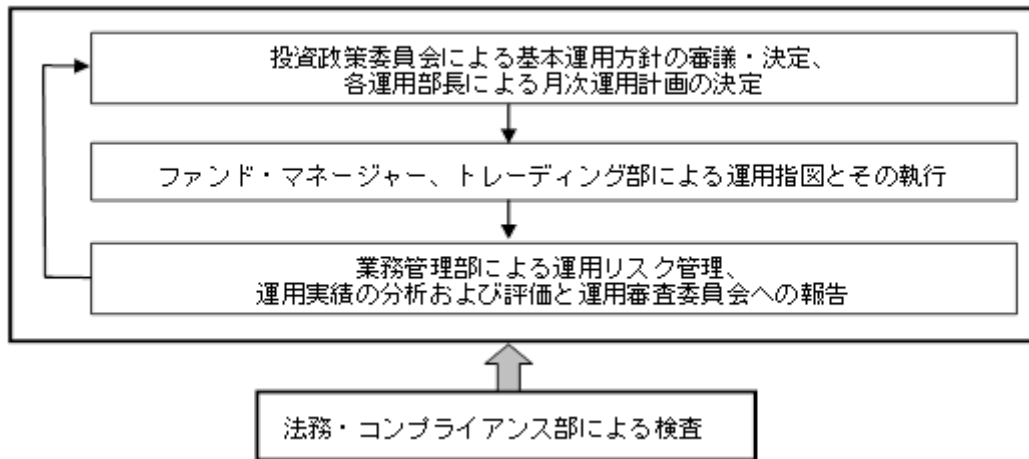 投資政策委員会による基本運用方針の審議・決定、
各運用部長による月次運用計画の決定
ファンド・マネージャー、トレーディング部による運用指図とその執行
業務管理部による運用リスク管理、
運用実績の分析および評価と運用審査委員会への報告
法務・コンプライアンス部による検査